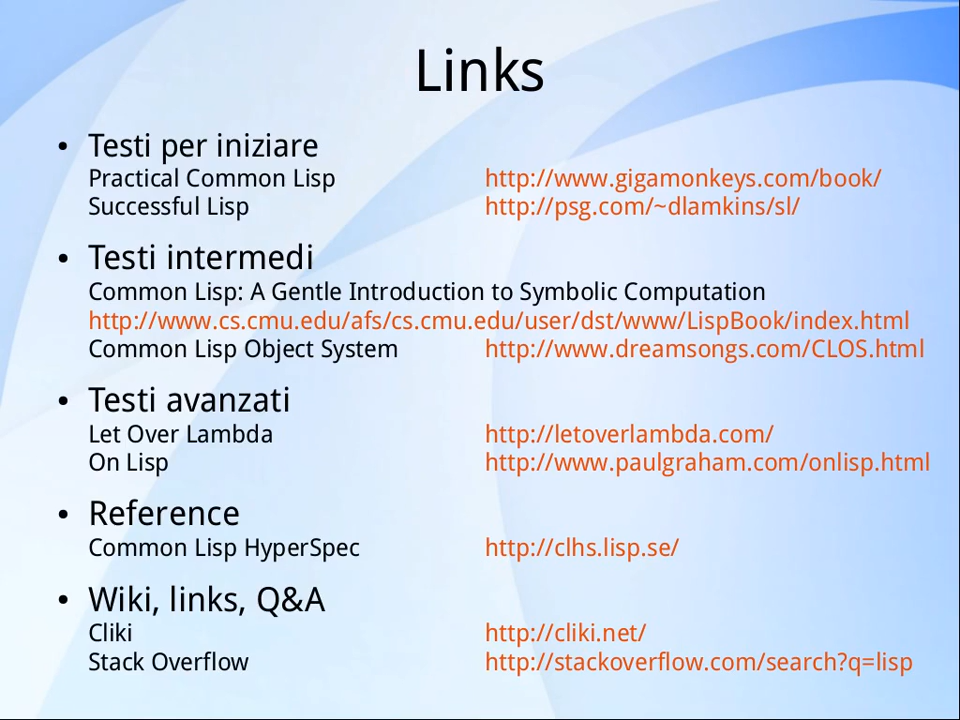 Links
• Testi per iniziare
Practical Common Lisp http://www.gigamonkeys.com/book/
Successful Lisp http://psg.com/~dlamkins/sl/
• Testi intermedi
Common Lisp: A Gentle Introduction to Symbolic Computation
http://www.cs.cmu.edu/afs/cs.cmu.edu/user/dst/www/LispBook/index.html
Common Lisp Object System http://www.dreamsongs.com/CLOS.html
• Testi avanzati
Let Over Lambda http://letoverlambda.com/
On Lisp http://www.paulgraham.com/onlisp.html
• Reference
Common Lisp HyperSpec http://clhs.lisp.se/
• Wiki, links, Q&A
Cliki http://cliki.net/
Stack Overflow http://stackoverflow.com/search?q=lisp